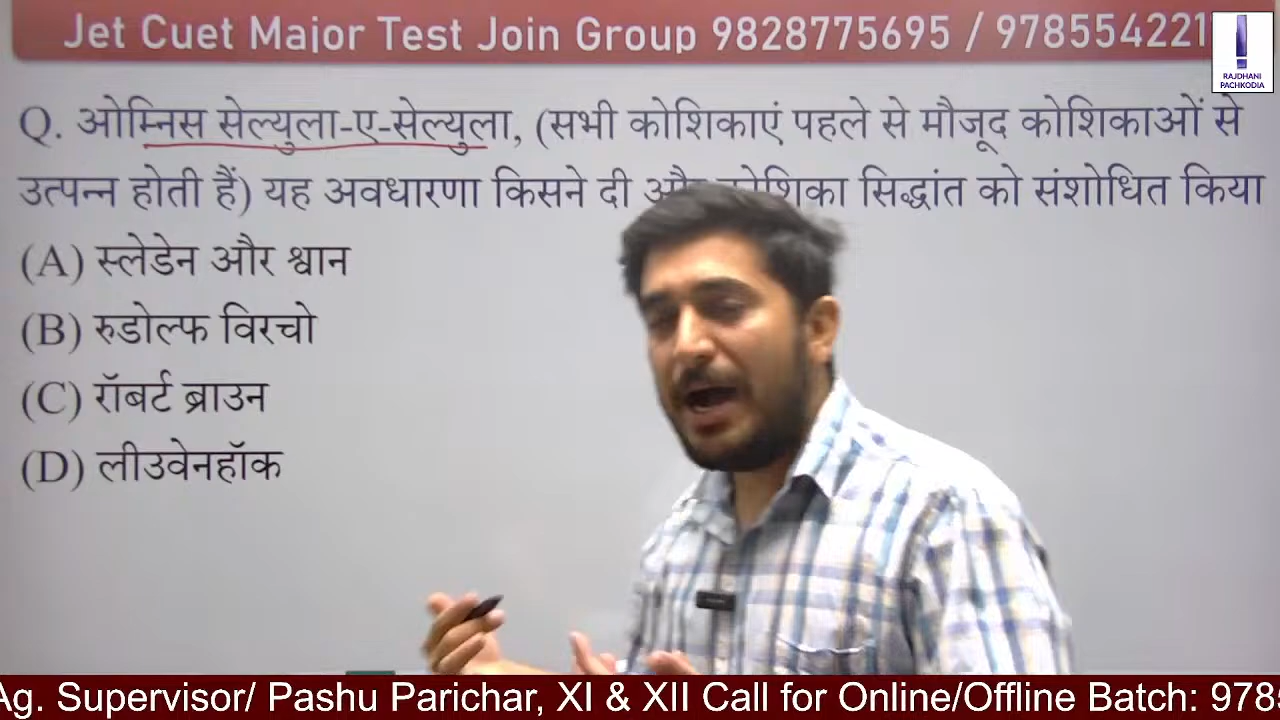 Jet Cuet Major Test Join Group 9828775695 / 978554221
RAJDHANI
PACHKODIA
Q. ओम्निस सेल्युला-ए-सेल्युला, (सभी कोशिकाएं पहले से मौजूद कोशिकाओं से
उत्पन्न होती हैं) यह अवधारणा किसने दी और कोशिका सिद्धांत को संशोधित किया
(A) स्लेडेन और श्वान
(B) रुडोल्फ विरचो
(C) रॉबर्ट ब्राउन
(D) लीउवेनहॉक
Ag. Supervisor/ Pashu Parichar, XI & XII Call for Online/Offline Batch: 978